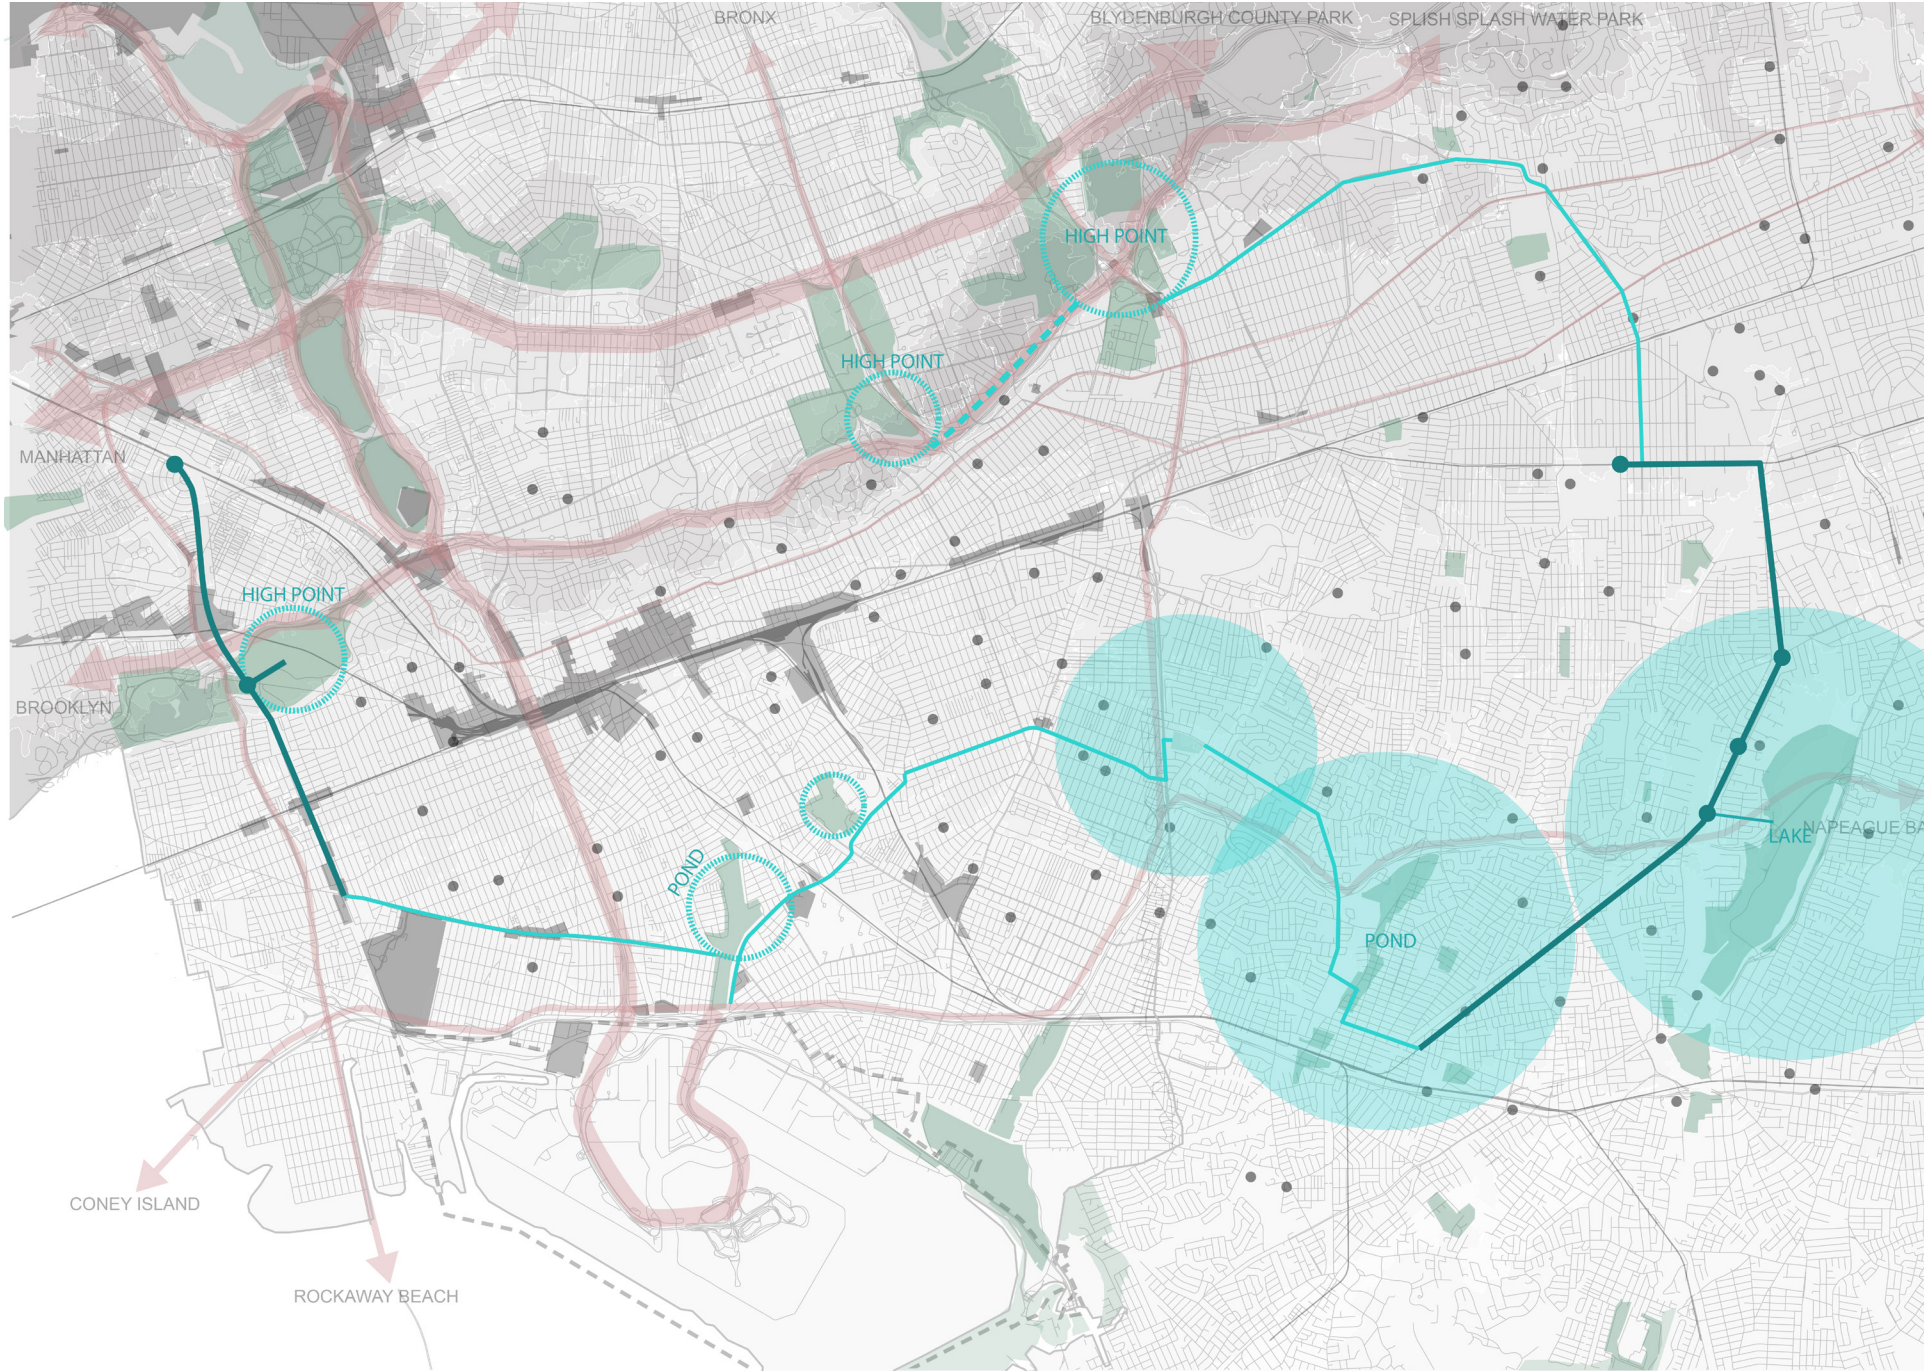 BRONX
BLYDENBURGH COUNTY PARK
SPLISH SPLASH WATER PARK
HIGH POINT
HIGH POINT
MANHATTAN
HIGH POINT
BROOKLYN
POND
LAKE
NAPEAGUE BA
POND
CONEY ISLAND
ROCKAWAY BEACH